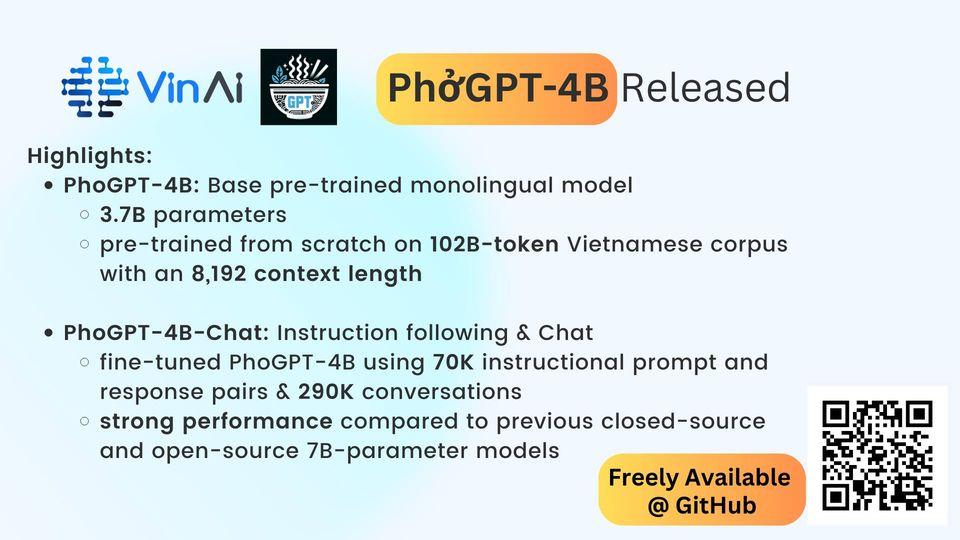 VinAi
GPT
PhởGPT-4B Released
Highlights:
• PhoGPT-4B: Base pre-trained monolingual model
○ 3.7B parameters
○ pre-trained from scratch on 102B-token Vietnamese corpus
with an 8,192 context length
• PhoGPT-4B-Chat: Instruction following & Chat
○ fine-tuned PhoGPT-4B using 70K instructional prompt and
response pairs & 290K conversations
○ strong performance compared to previous closed-source
and open-source 7B-parameter models
Freely Available
@ GitHub